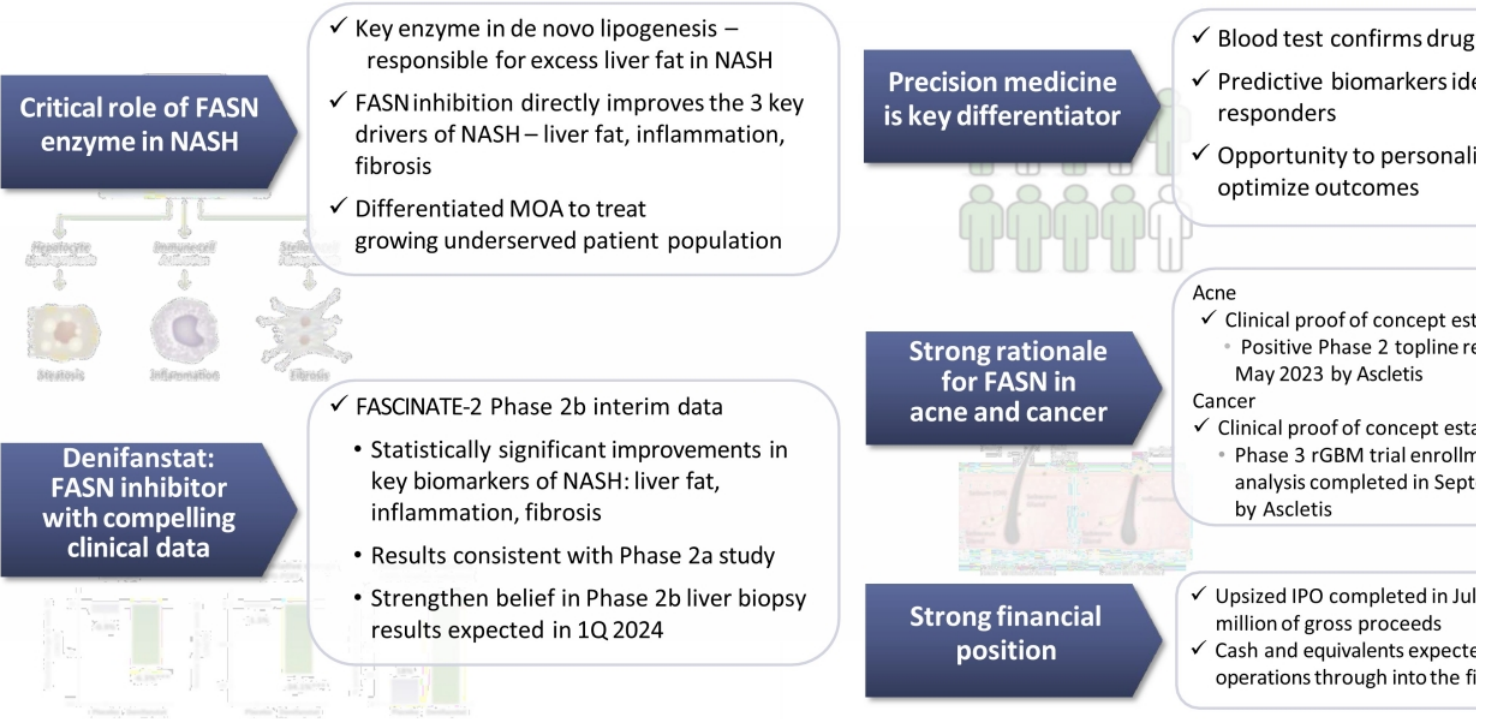 Critical role of FASN
enzyme in NASH
✓ Key enzyme in de novo lipogenesis –
responsible for excess liver fat in NASH
✓ FASN inhibition directly improves the 3 key
drivers of NASH – liver fat, inflammation,
fibrosis
✓ Differentiated MOA to treat
growing underserved patient population
Steatosis
Inflammation
Fibrosis
Denifanstat:
FASN inhibitor
with compelling
clinical data
✓ FASCINATE-2 Phase 2b interim data
• Statistically significant improvements in
key biomarkers of NASH: liver fat,
inflammation, fibrosis
• Results consistent with Phase 2a study
• Strengthen belief in Phase 2b liver biopsy
results expected in 1Q 2024
Precision medicine
is key differentiator
✓ Blood test confirms drug
✓ Predictive biomarkers ide
responders
✓ Opportunity to personali
optimize outcomes
Strong rationale
for FASN in
acne and cancer
Acne
✓ Clinical proof of concept est
• Positive Phase 2 topline re
May 2023 by Ascletis
Cancer
✓ Clinical proof of concept esta
• Phase 3 rGBM trial enrollm
analysis completed in Sept
by Ascletis
Strong financial
position
✓ Upsized IPO completed in Jul
million of gross proceeds
✓ Cash and equivalents expecte
operations through into the fi